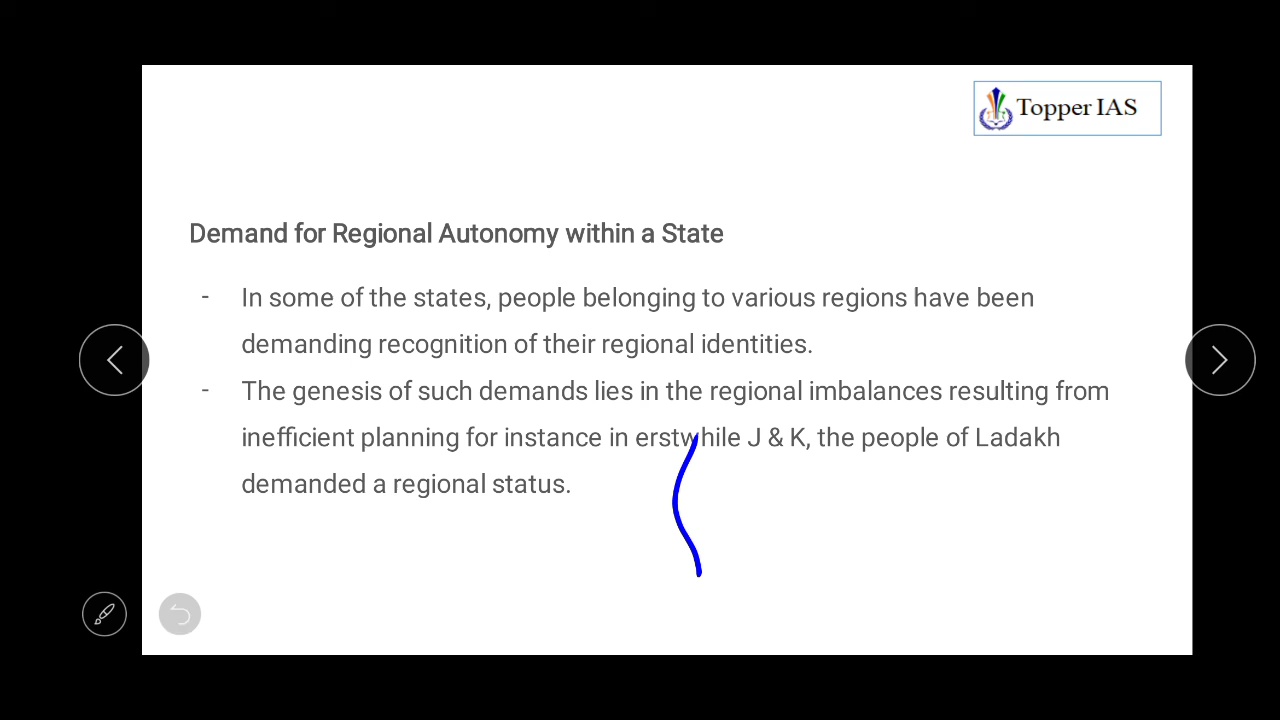 Topper IAS
Demand for Regional Autonomy within a State
- In some of the states, people belonging to various regions have been
demanding recognition of their regional identities.
- The genesis of such demands lies in the regional imbalances resulting from
inefficient planning for instance in erstwhile J & K, the people of Ladakh
demanded a regional status.